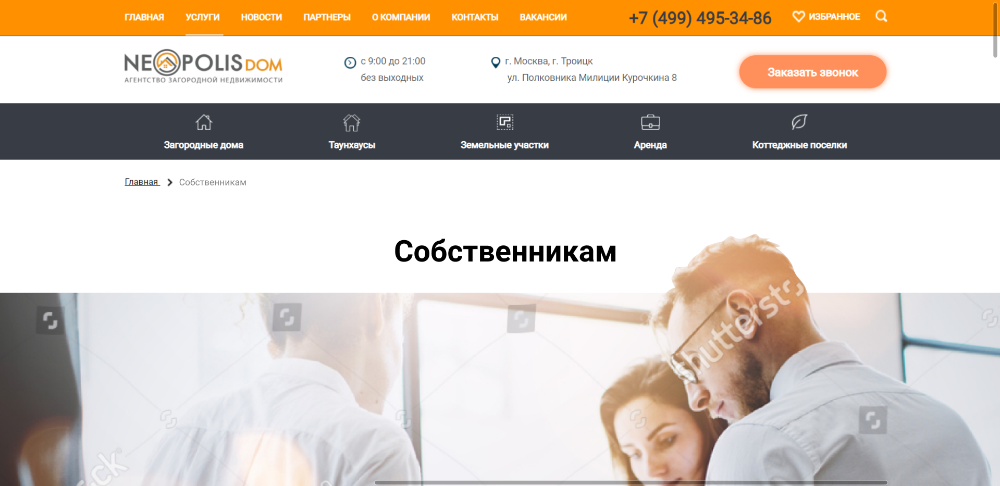 ГЛАВНАЯ УСЛУГИ НОВОСТИ ПАРТНЕРЫ О КОМПАНИИ КОНТАКТЫ ВАКАНСИИ +7 (499) 495-34-86 ИЗБРАННОЕ
NEOPOLIS DOM
АГЕНТСТВО ЗАГОРОДНОЙ НЕДВИЖИМОСТИ
с 9:00 до 21:00
без выходных
г. Москва, г. Троицк
ул. Полковника Милиции Курочкина 8
Заказать звонок
Загородные дома Таунхаусы Земельные участки Аренда Коттеджные поселки
Главная Собственникам
Собственникам
shutterst
ck